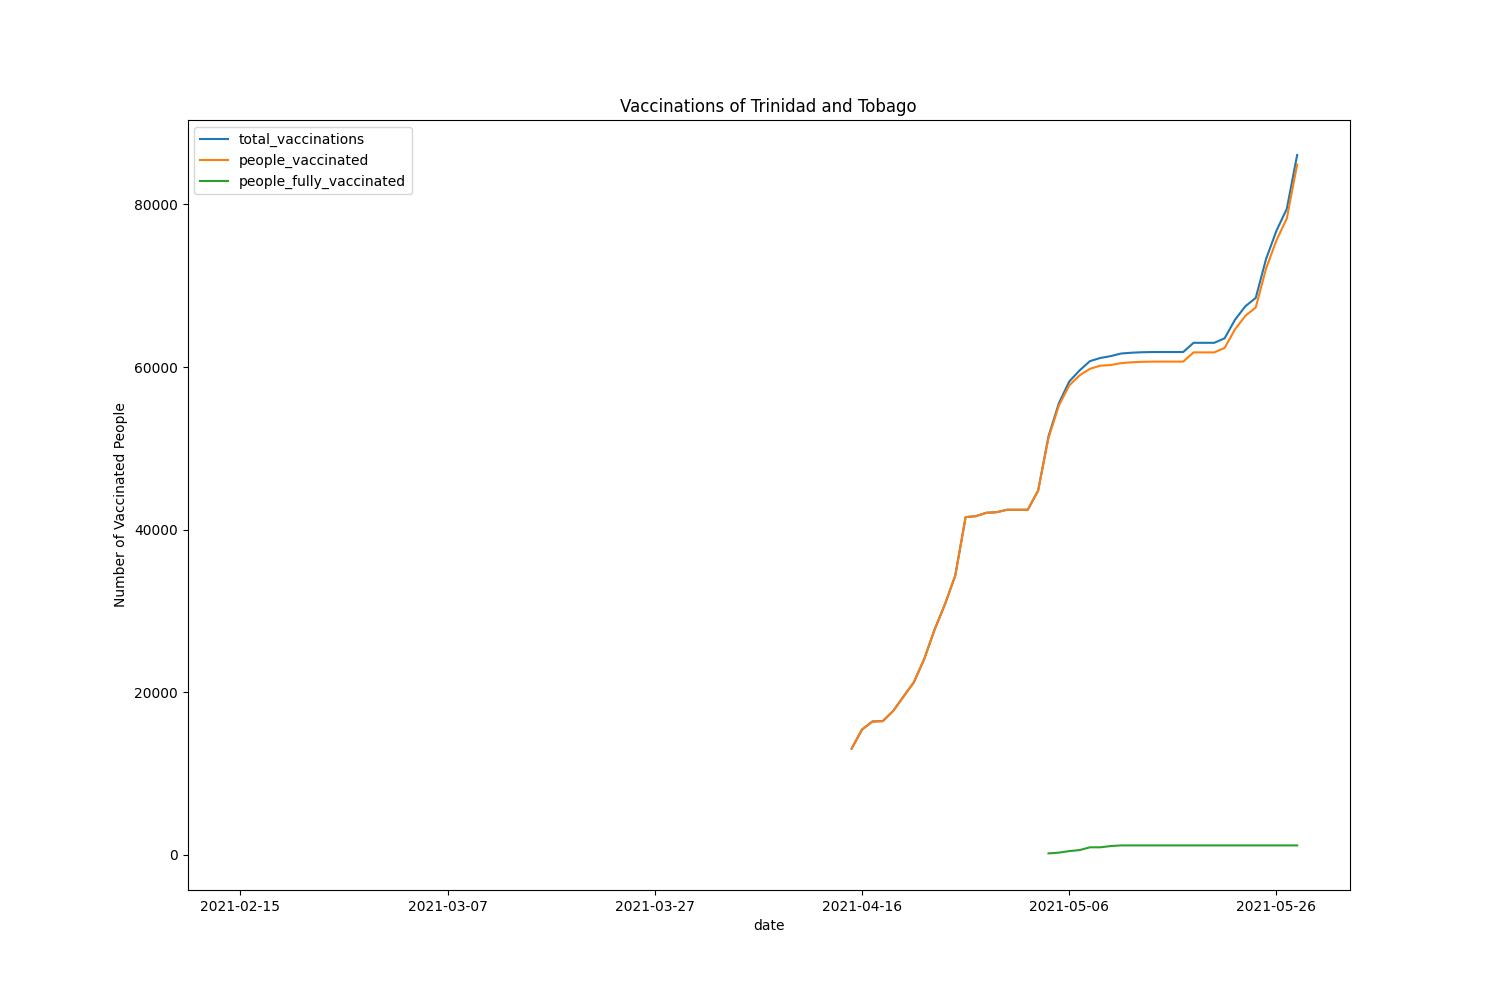 Vaccinations of Trinidad and Tobago
total_vaccinations
people_vaccinated
people_fully_vaccinated
Number of Vaccinated People
80000
60000
40000
20000
0
2021-02-15
2021-03-07
2021-03-27
2021-04-16
2021-05-06
2021-05-26
date